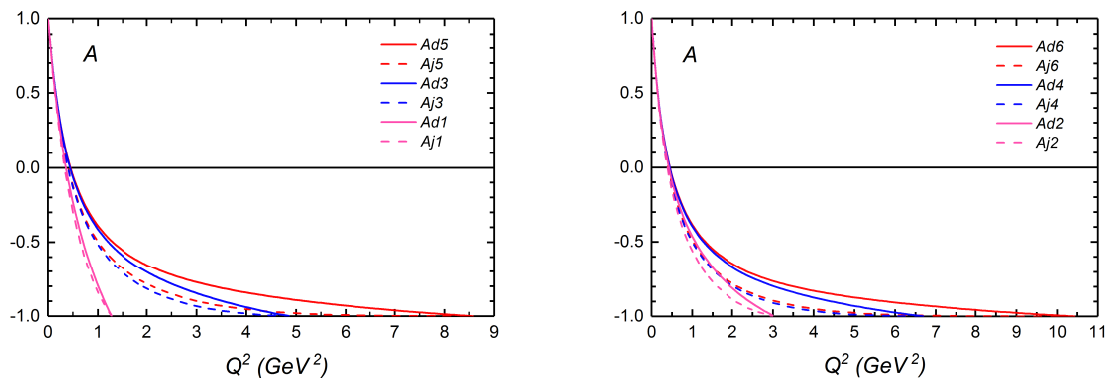 1.0
0.5
0.0
-0.5
-1.0
A
Ad5
Aj5
Ad3
Aj3
Ad1
Aj1
0 1 2 3 4 5 6 7 8 9
Q² (GeV²)
1.0
0.5
0.0
-0.5
-1.0
A
Ad6
Aj6
Ad4
Aj4
Ad2
Aj2
0 1 2 3 4 5 6 7 8 9 10 11
Q² (GeV²)